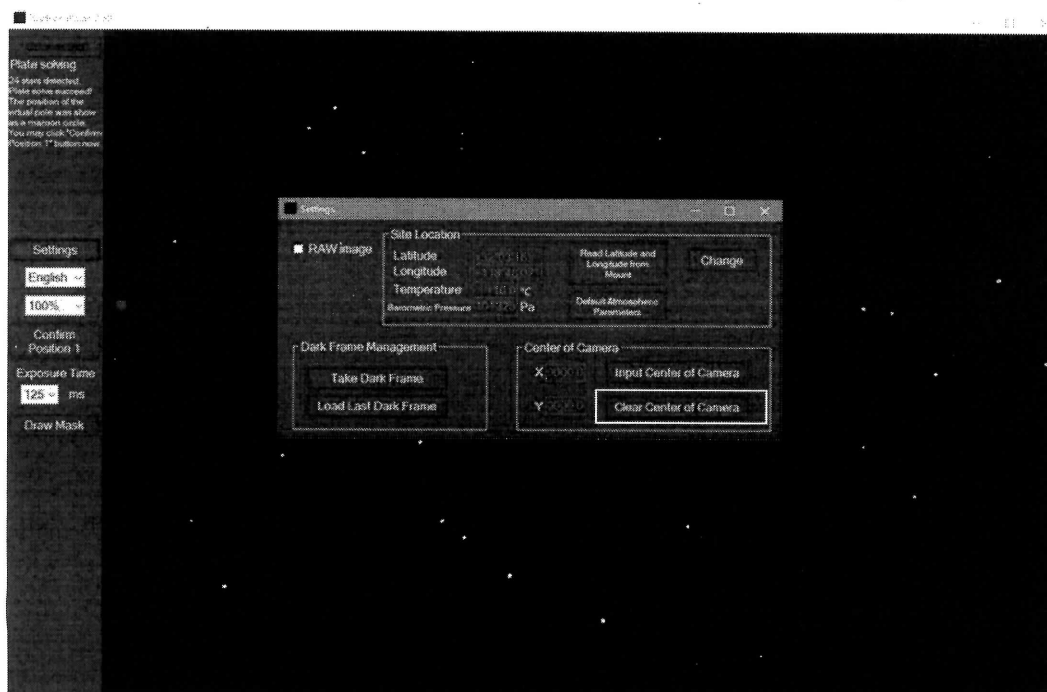 Plate solving
24 stars detected.
Plate solve succeed!
The position of the
virtual pole was show
as a maroon circle.
You may click "Confirm
Position 1" button now
Settings
English
100%
Confirm
Position 1
Exposure Time
125 ms
Draw Mask
Settings
RAW image
Site Location
Latitude
Longitude
Temperature °C
Barometric Pressure Pa
Read Latitude and
Longitude from
Mount
Default Atmosphere
Parameters
Change
Dark Frame Management
Take Dark Frame
Load Last Dark Frame
Center of Camera
X
Input Center of Camera
Y
Clear Center of Camera